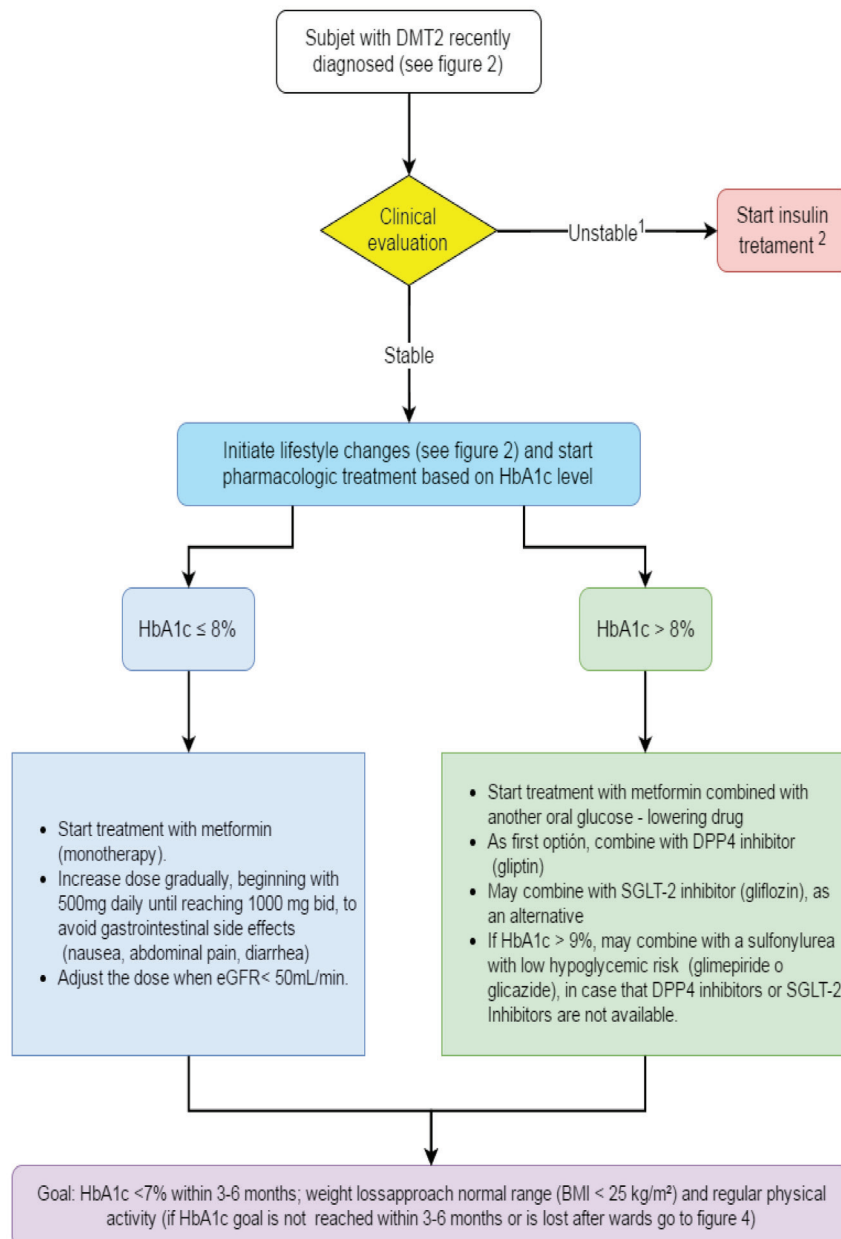 Subjet with DMT2 recently
diagnosed (see figure 2)
Clinical
evaluation
Unstable1
Start insulin
tretament 2
Stable
Initiate lifestyle changes (see figure 2) and start
pharmacologic treatment based on HbA1c level
HbA1c ≤ 8%
HbA1c > 8%
• Start treatment with metformin
(monotherapy).
• Increase dose gradually, beginning with
500mg daily until reaching 1000 mg bid, to
avoid gastrointestinal side effects
(nausea, abdominal pain, diarrhea)
• Adjust the dose when eGFR< 50mL/min.
• Start treatment with metformin combined with
another oral glucose - lowering drug
• As first optión, combine with DPP4 inhibitor
(gliptin)
• May combine with SGLT-2 inhibitor (gliflozin), as
an alternative
• If HbA1c > 9%, may combine with a sulfonylurea
with low hypoglycemic risk (glimepiride o
glicazide), in case that DPP4 inhibitors or SGLT-2
Inhibitors are not available.
Goal: HbA1c <7% within 3-6 months; weight lossapproach normal range (BMI < 25 kg/m²) and regular physical
activity (if HbA1c goal is not reached within 3-6 months or is lost after wards go to figure 4)